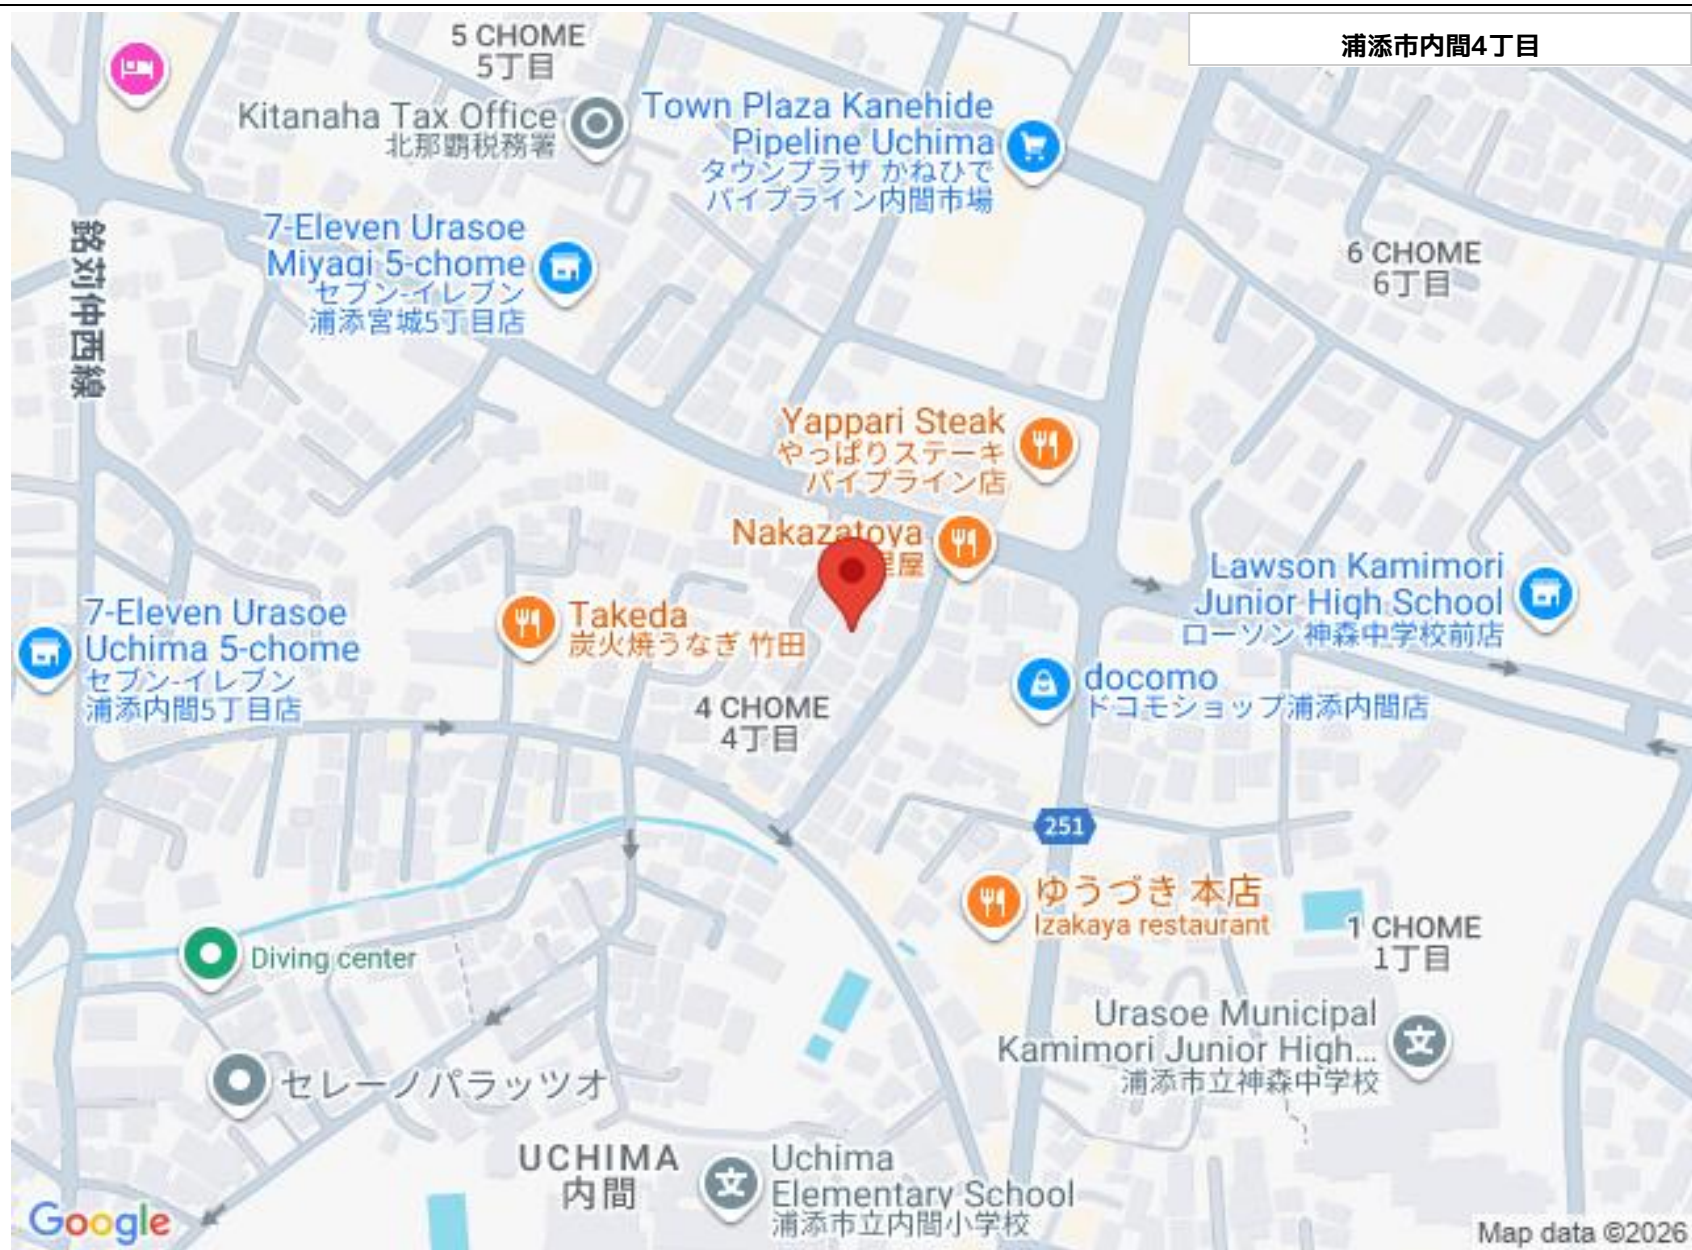 浦添市内間4丁目
5 CHOME
5丁目
Kitanaha Tax Office
北那覇税務署
Town Plaza Kanehide
Pipeline Uchima
タウンプラザ かねひで
パイプライン内間市場
7-Eleven Urasoe
Miyagi 5-chome
セブン-イレブン
浦添宮城5丁目店
銘苅仲西線
6 CHOME
6丁目
Yappari Steak
やっぱりステーキ
パイプライン店
Nakazatoya
里屋
Lawson Kamimori
Junior High School
ローソン 神森中学校前店
7-Eleven Urasoe
Uchima 5-chome
セブン-イレブン
浦添内間5丁目店
Takeda
炭火焼うなぎ 竹田
docomo
ドコモショップ浦添内間店
4 CHOME
4丁目
251
ゆうづき 本店
Izakaya restaurant
1 CHOME
1丁目
Diving center
Urasoe Municipal
Kamimori Junior High...
浦添市立神森中学校
セレーノパラッツオ
UCHIMA
内間
Uchima
Elementary School
浦添市立内間小学校
Google
Map data ©2026